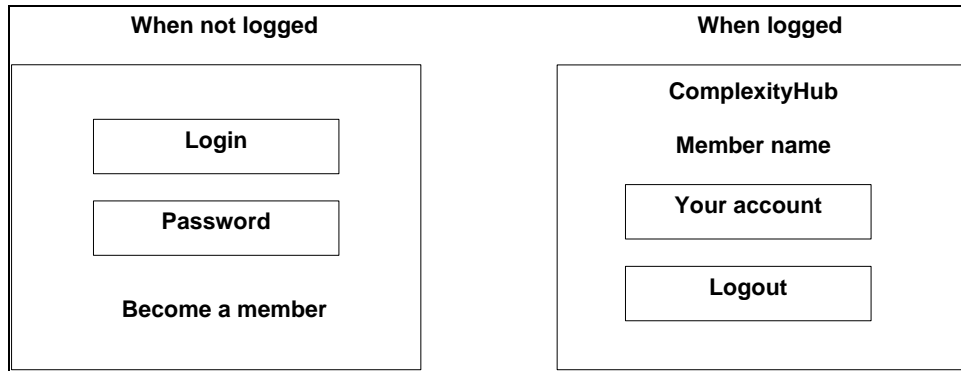 When not logged
Login
Password
Become a member
When logged
ComplexityHub
Member name
Your account
Logout